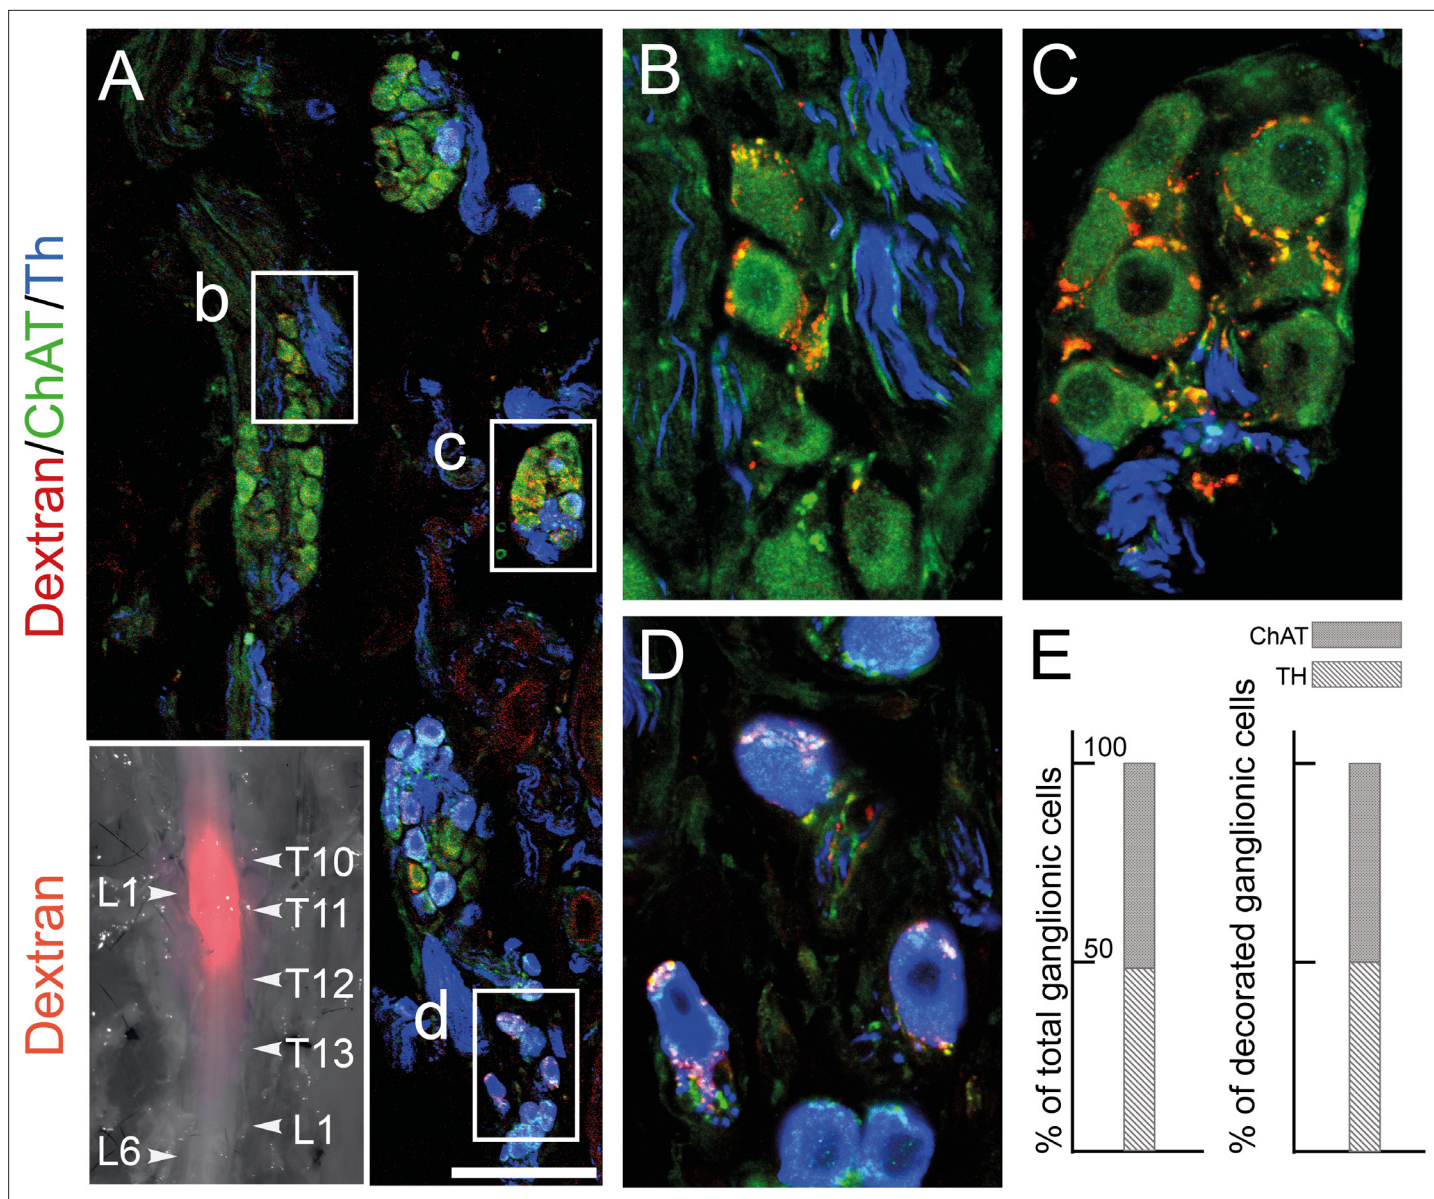 Dextran/ChAT/Th
A
b
c
d
B
C
D
Dextran
L1
L6
T10
T11
T12
T13
L1
E
ChAT
TH
% of total ganglionic cells
100
50
% of decorated ganglionic cells